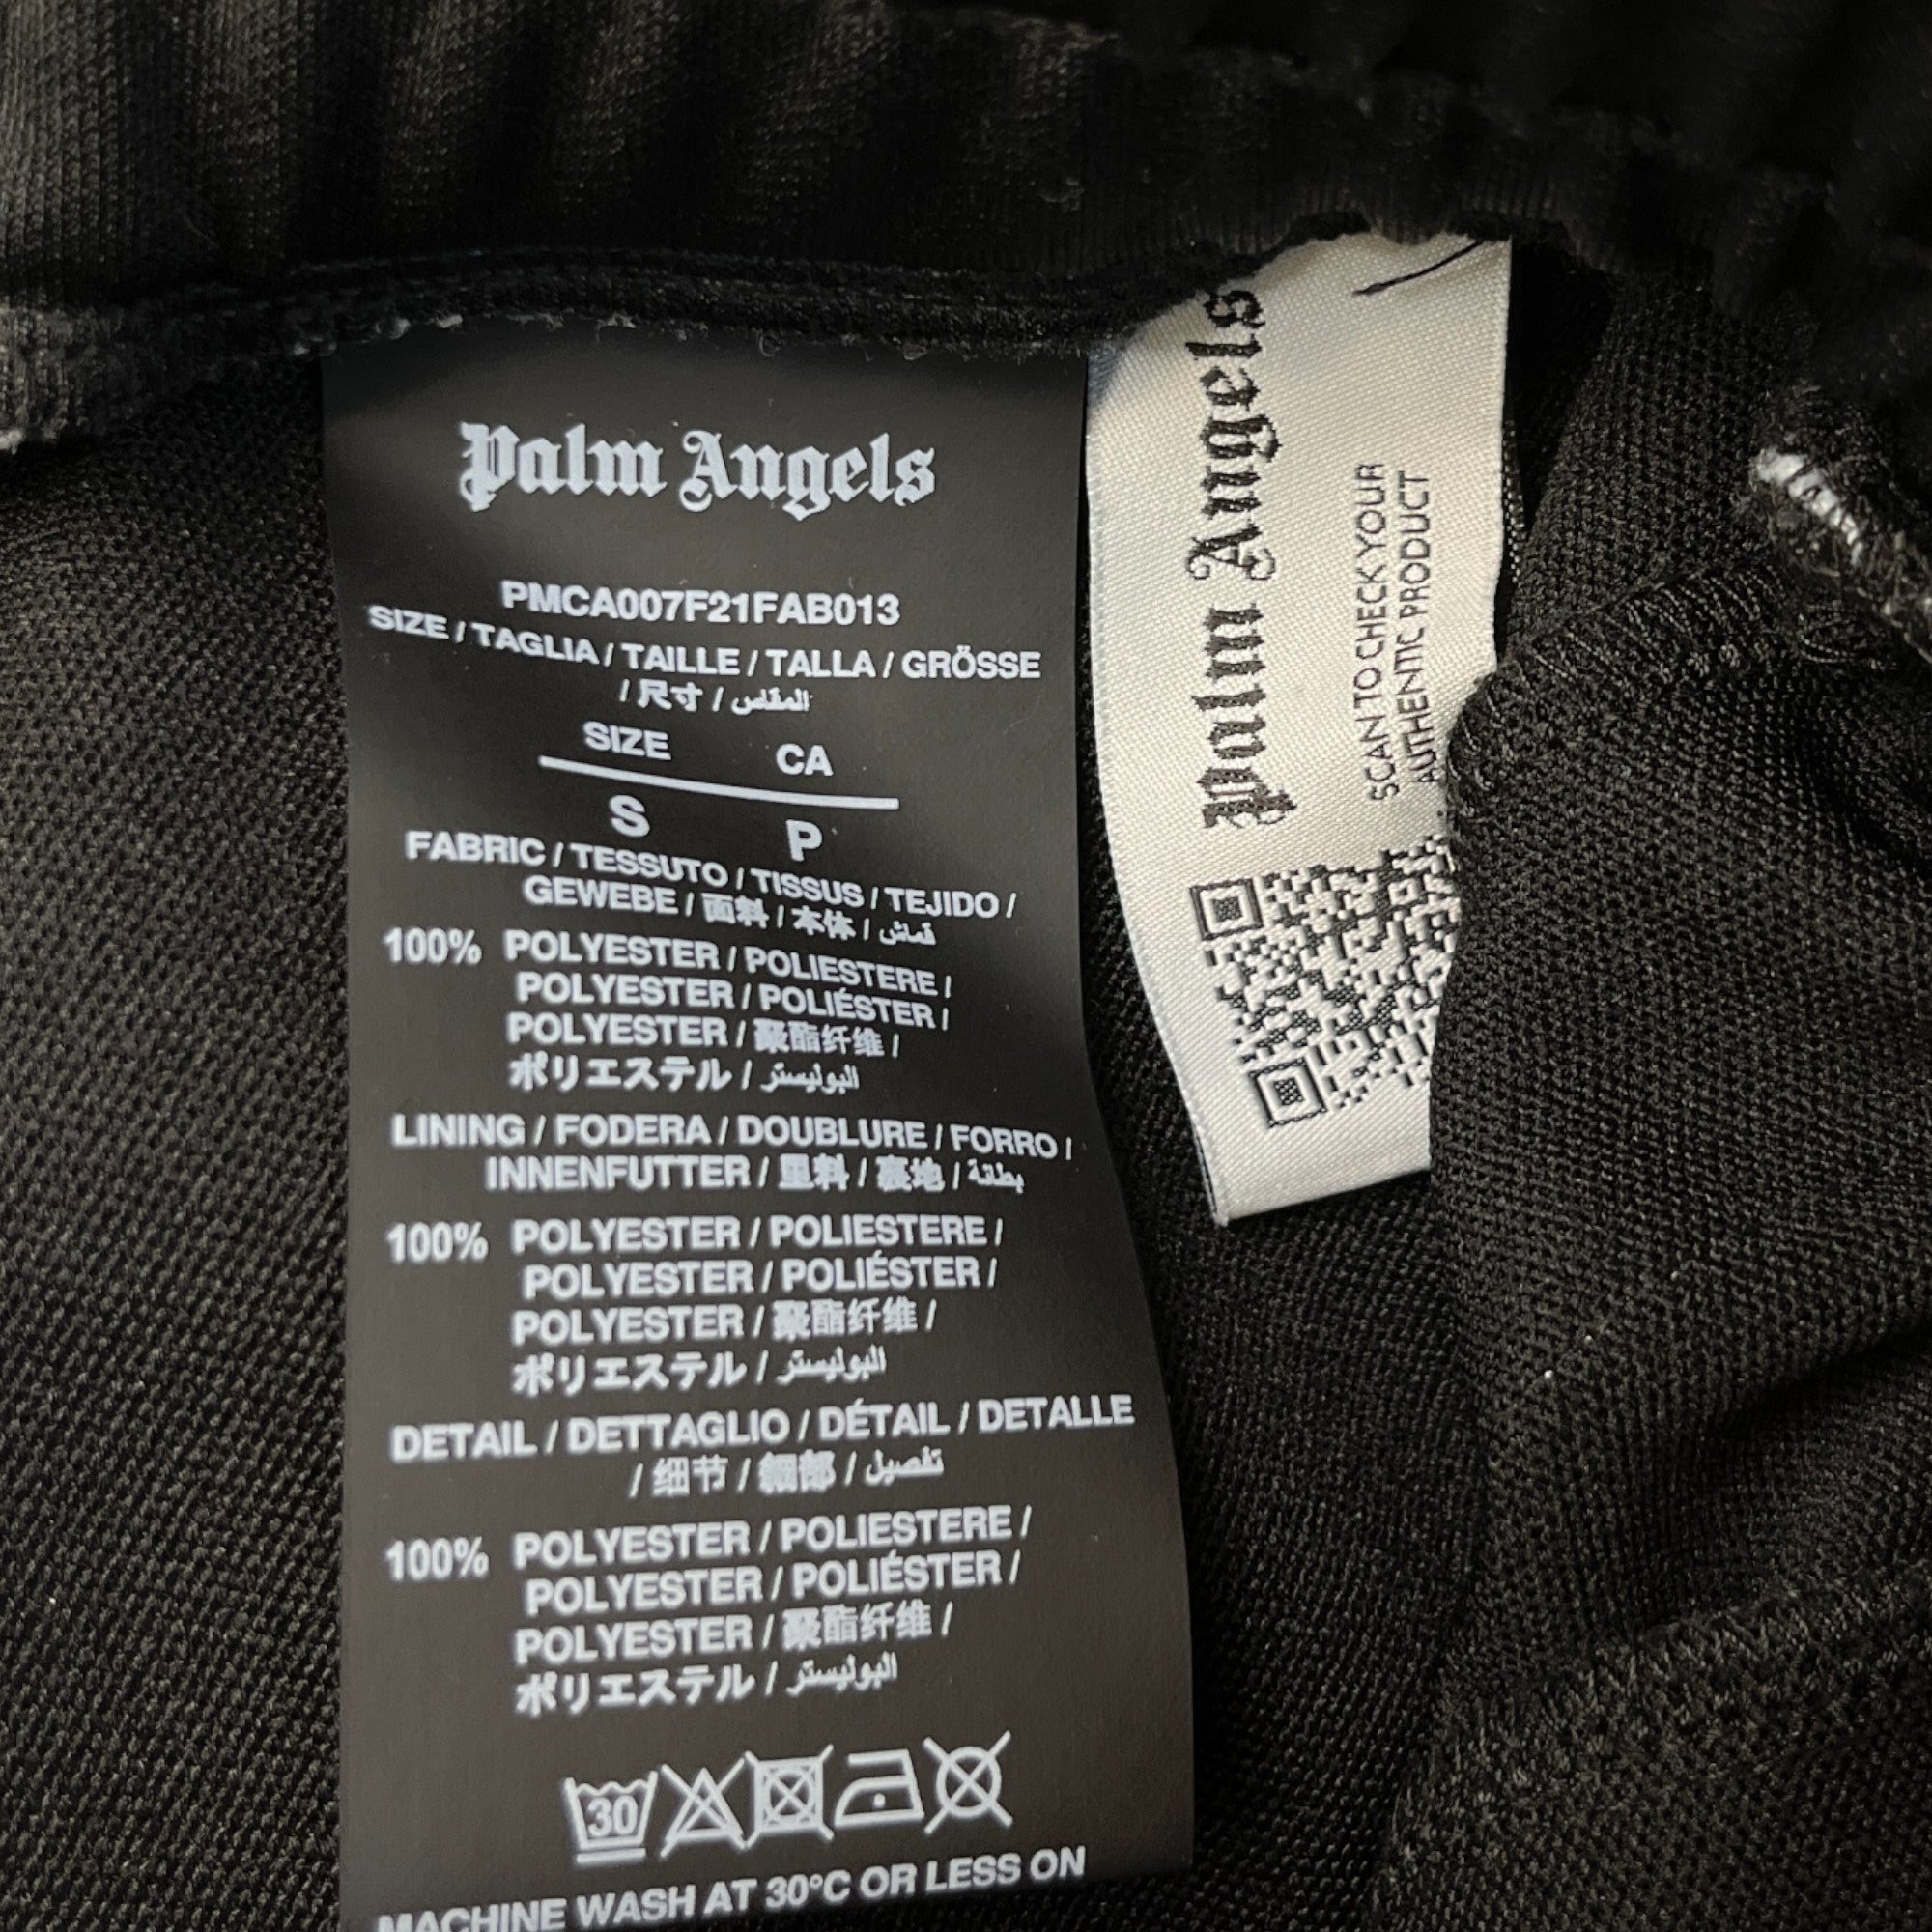 Palm Angels
PMCA007F21FAB013
SIZE / TAGLIA / TAILLE / TALLA / GRÖSSE
/ 尺寸 / المقاس
SIZE CA
S P
FABRIC / TESSUTO / TISSUS / TEJIDO /
GEWEBE / 面料 / 本体 / قماش
100% POLYESTER / POLIESTERE /
POLYESTER / POLIÉSTER /
POLYESTER / 聚酯纤维 /
ポリエステル / البوليستر
LINING / FODERA / DOUBLURE / FORRO /
INNENFUTTER / 里料 / 裏地 / بطانة
100% POLYESTER / POLIESTERE /
POLYESTER / POLIÉSTER /
POLYESTER / 聚酯纤维 /
ポリエステル / البوليستر
DETAIL / DETTAGLIO / DÉTAIL / DETALLE
/ 细节 / 細部 / تفصيل
100% POLYESTER / POLIESTERE /
POLYESTER / POLIÉSTER /
POLYESTER / 聚酯纤维 /
ポリエステル / البوليستر
30
MACHINE WASH AT 30°C OR LESS ON
Palm Angels
SCAN TO CHECK YOUR
AUTHENTIC PRODUCT